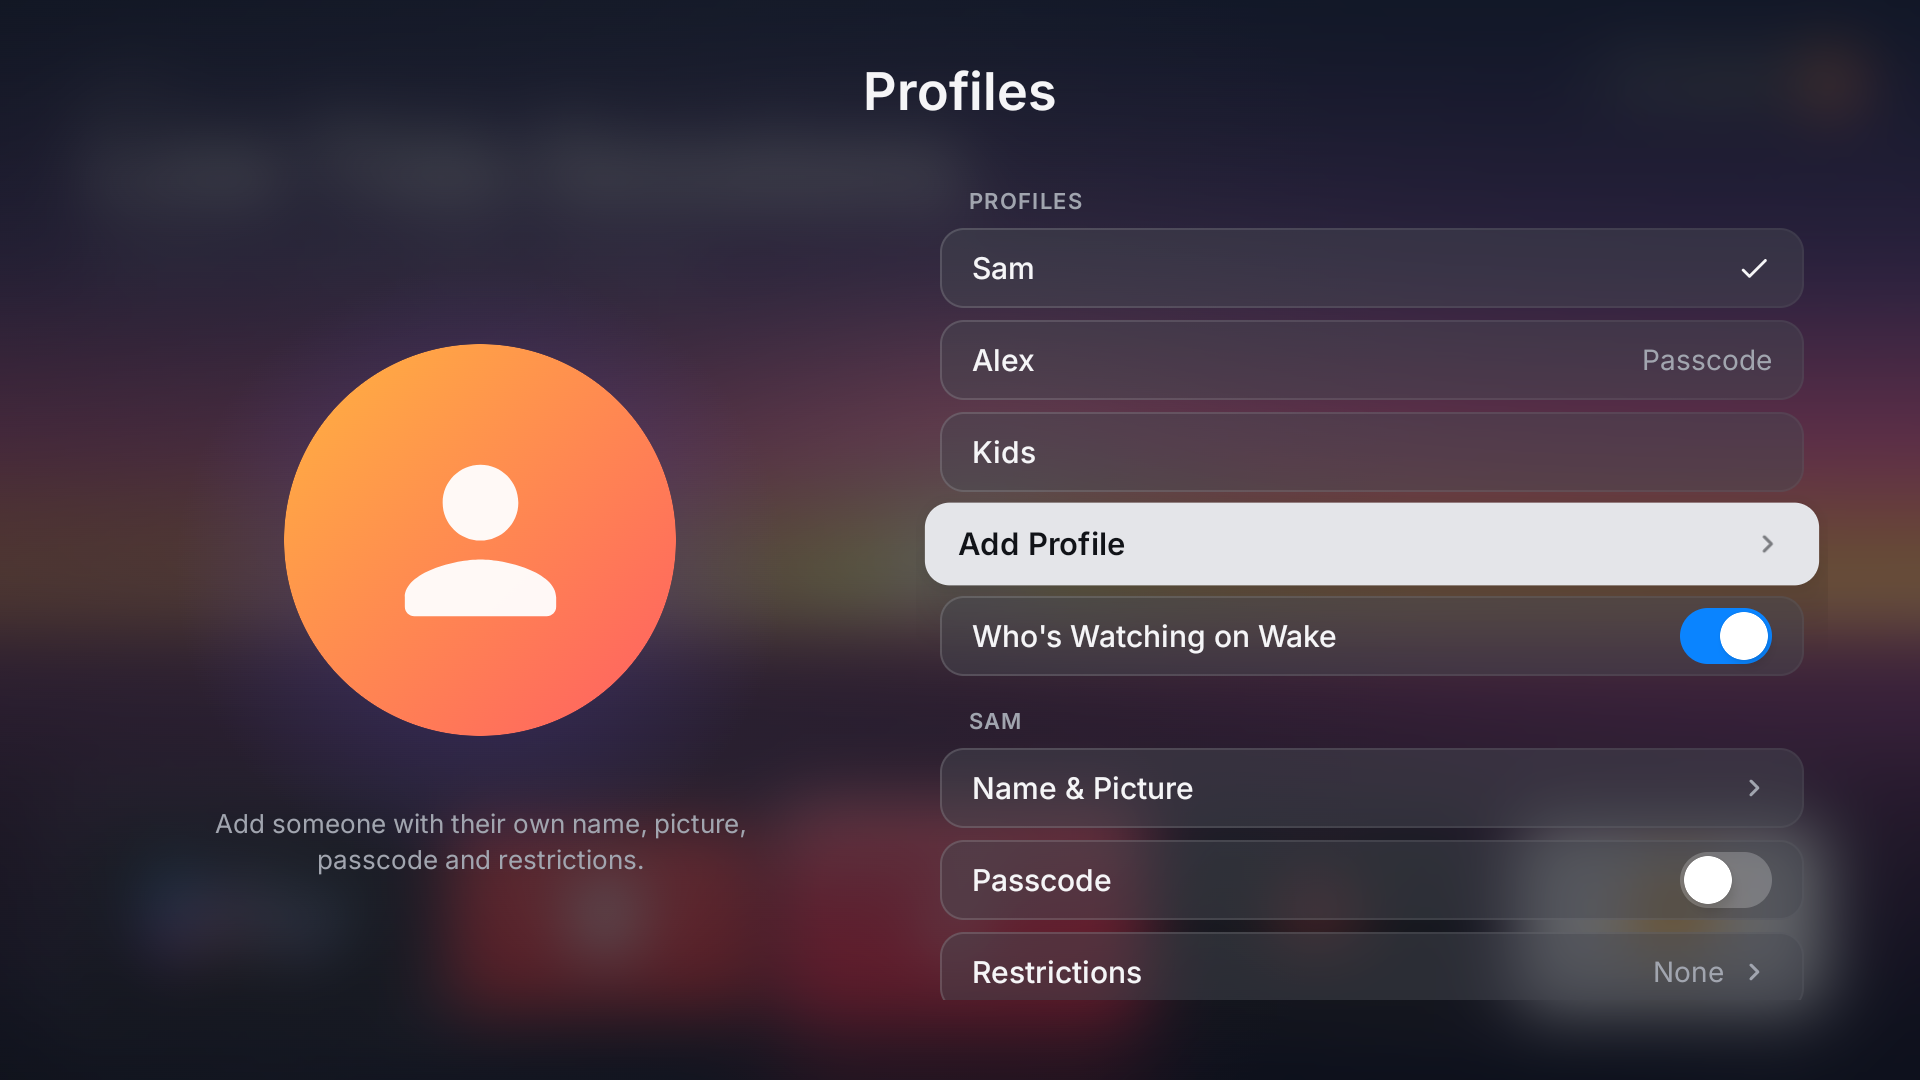 Profiles
PROFILES
Sam
Alex Passcode
Kids
Add Profile
Who's Watching on Wake
SAM
Name & Picture
Passcode
Restrictions None
Add someone with their own name, picture,
passcode and restrictions.